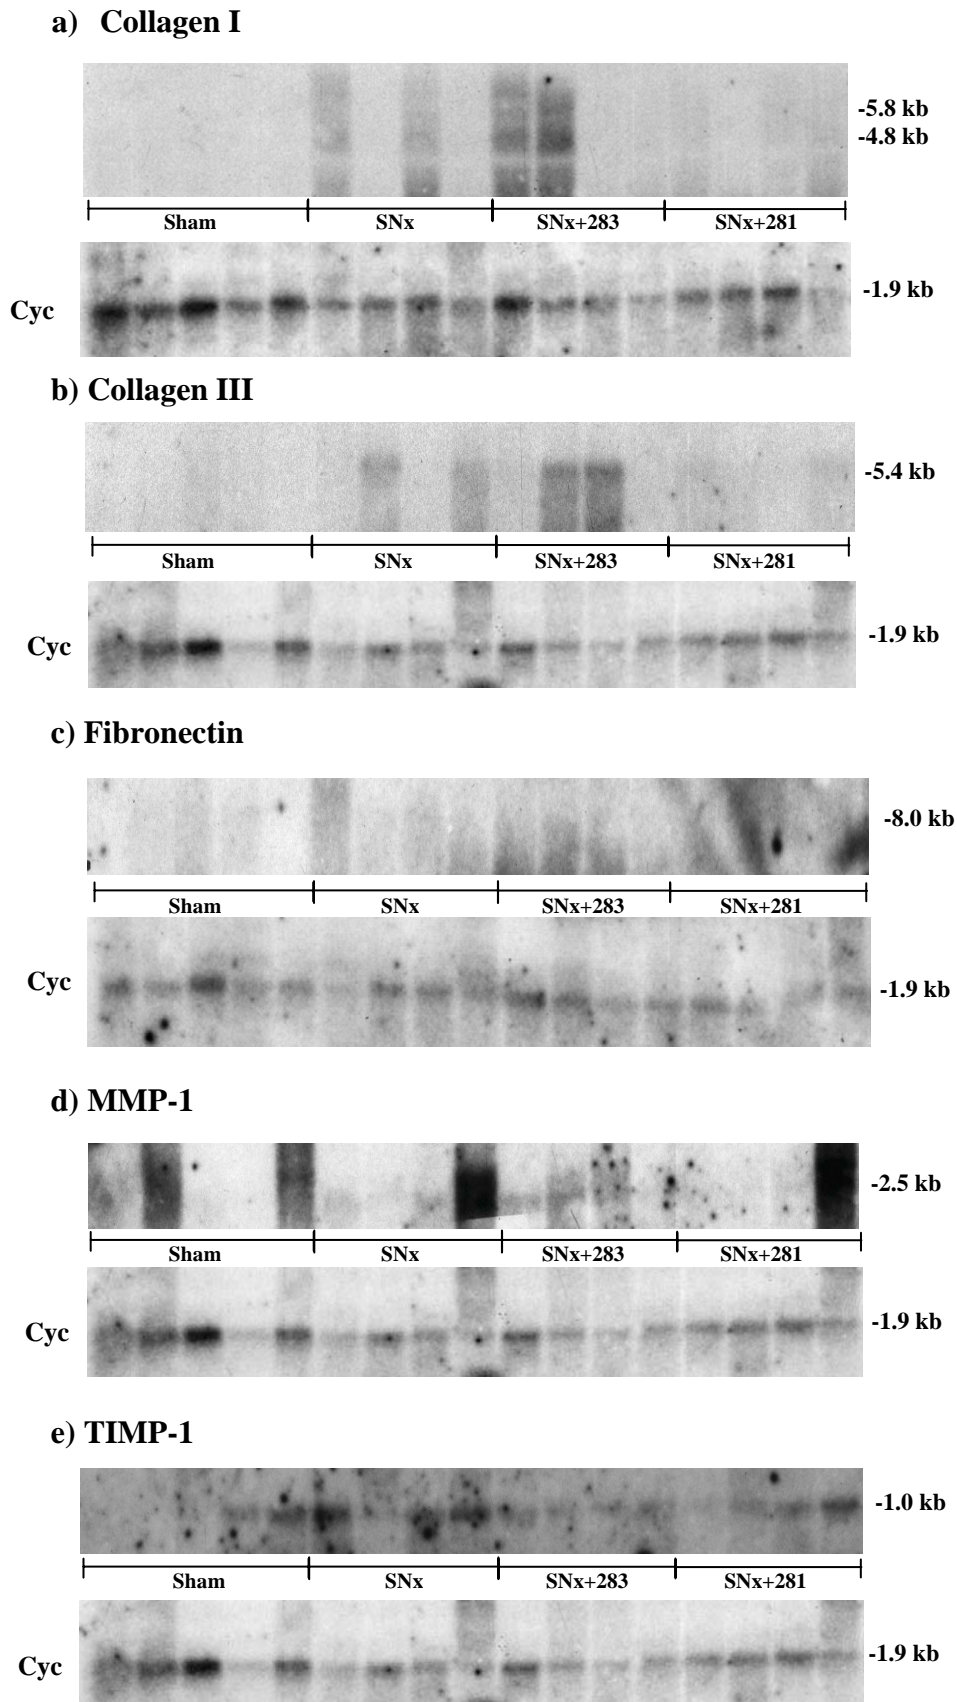 a) Collagen I
-5.8 kb
-4.8 kb
Sham SNx SNx+283 SNx+281
Cyc -1.9 kb
b) Collagen III
-5.4 kb
Sham SNx SNx+283 SNx+281
Cyc -1.9 kb
c) Fibronectin
-8.0 kb
Sham SNx SNx+283 SNx+281
Cyc -1.9 kb
d) MMP-1
-2.5 kb
Sham SNx SNx+283 SNx+281
Cyc -1.9 kb
e) TIMP-1
-1.0 kb
Sham SNx SNx+283 SNx+281
Cyc -1.9 kb